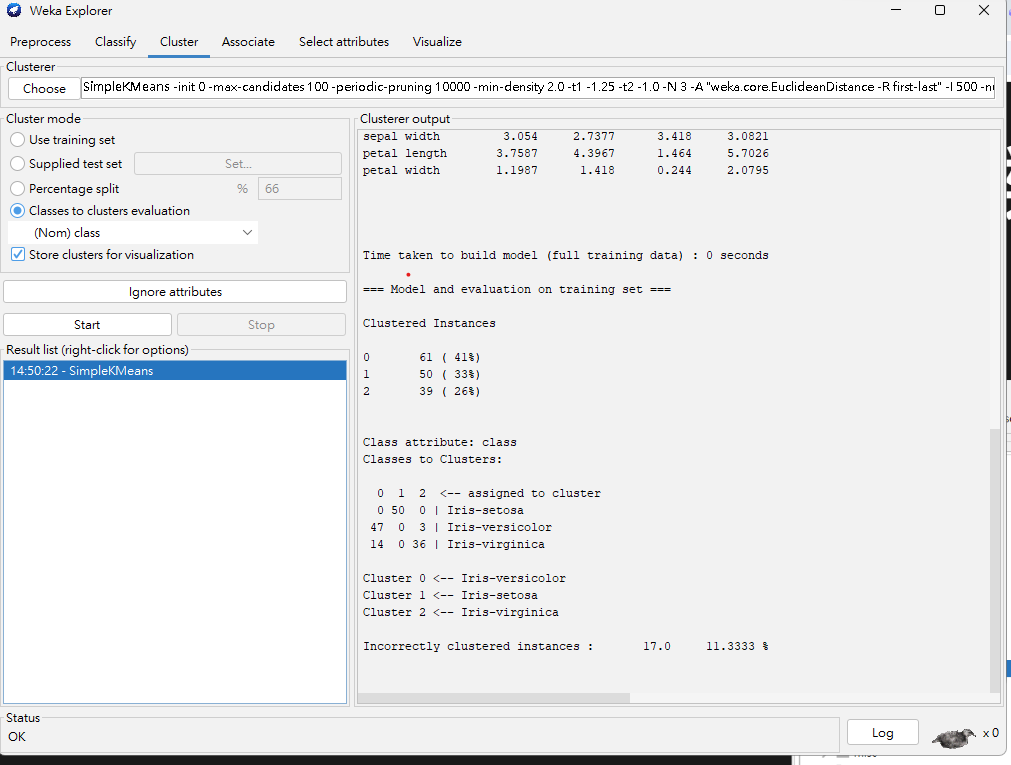 Weka Explorer
Preprocess Classify Cluster Associate Select attributes Visualize
Clusterer
Choose SimpleKMeans -init 0 -max-candidates 100 -periodic-pruning 10000 -min-density 2.0 -t1 -1.25 -t2 -1.0 -N 3 -A "weka.core.EuclideanDistance -R first-last" -I 500
Cluster mode
Use training set
Supplied test set Set...
Percentage split % 66
Classes to clusters evaluation
(Nom) class
Store clusters for visualization
Ignore attributes
Start Stop
Result list (right-click for options)
14:50:22 - SimpleKMeans
Clusterer output
sepal width 3.054 2.7377 3.418 3.0821
petal length 3.7587 4.3967 1.464 5.7026
petal width 1.1987 1.418 0.244 2.0795
Time taken to build model (full training data) : 0 seconds
=== Model and evaluation on training set ===
Clustered Instances
0 61 ( 41%)
1 50 ( 33%)
2 39 ( 26%)
Class attribute: class
Classes to Clusters:
0 1 2 <-- assigned to cluster
0 50 0 | Iris-setosa
47 0 3 | Iris-versicolor
14 0 36 | Iris-virginica
Cluster 0 <-- Iris-versicolor
Cluster 1 <-- Iris-setosa
Cluster 2 <-- Iris-virginica
Incorrectly clustered instances : 17.0 11.3333 %
Status
OK
Log x 0